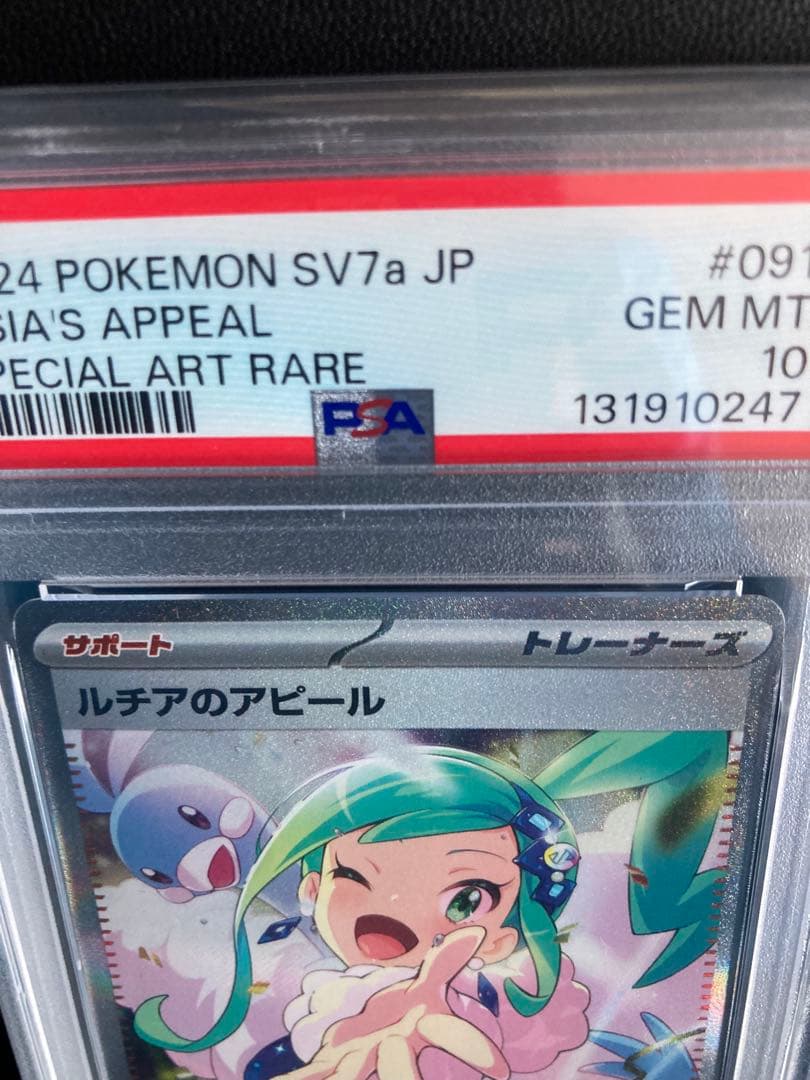 24 POKEMON SV7a JP #091
SIA'S APPEAL GEM MT
PECIAL ART RARE 10
PSA 131910247
サポート トレーナーズ
ルチアのアピール